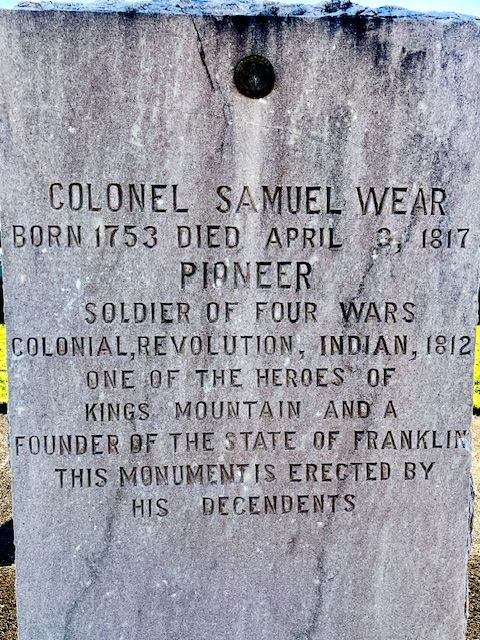 COLONEL SAMUEL WEAR
BORN 1753 DIED APRIL 3, 1817
PIONEER
SOLDIER OF FOUR WARS
COLONIAL, REVOLUTION, INDIAN, 1812
ONE OF THE HEROES OF
KINGS MOUNTAIN AND A
FOUNDER OF THE STATE OF FRANKLIN
THIS MONUMENT IS ERECTED BY
HIS DECENDENTS